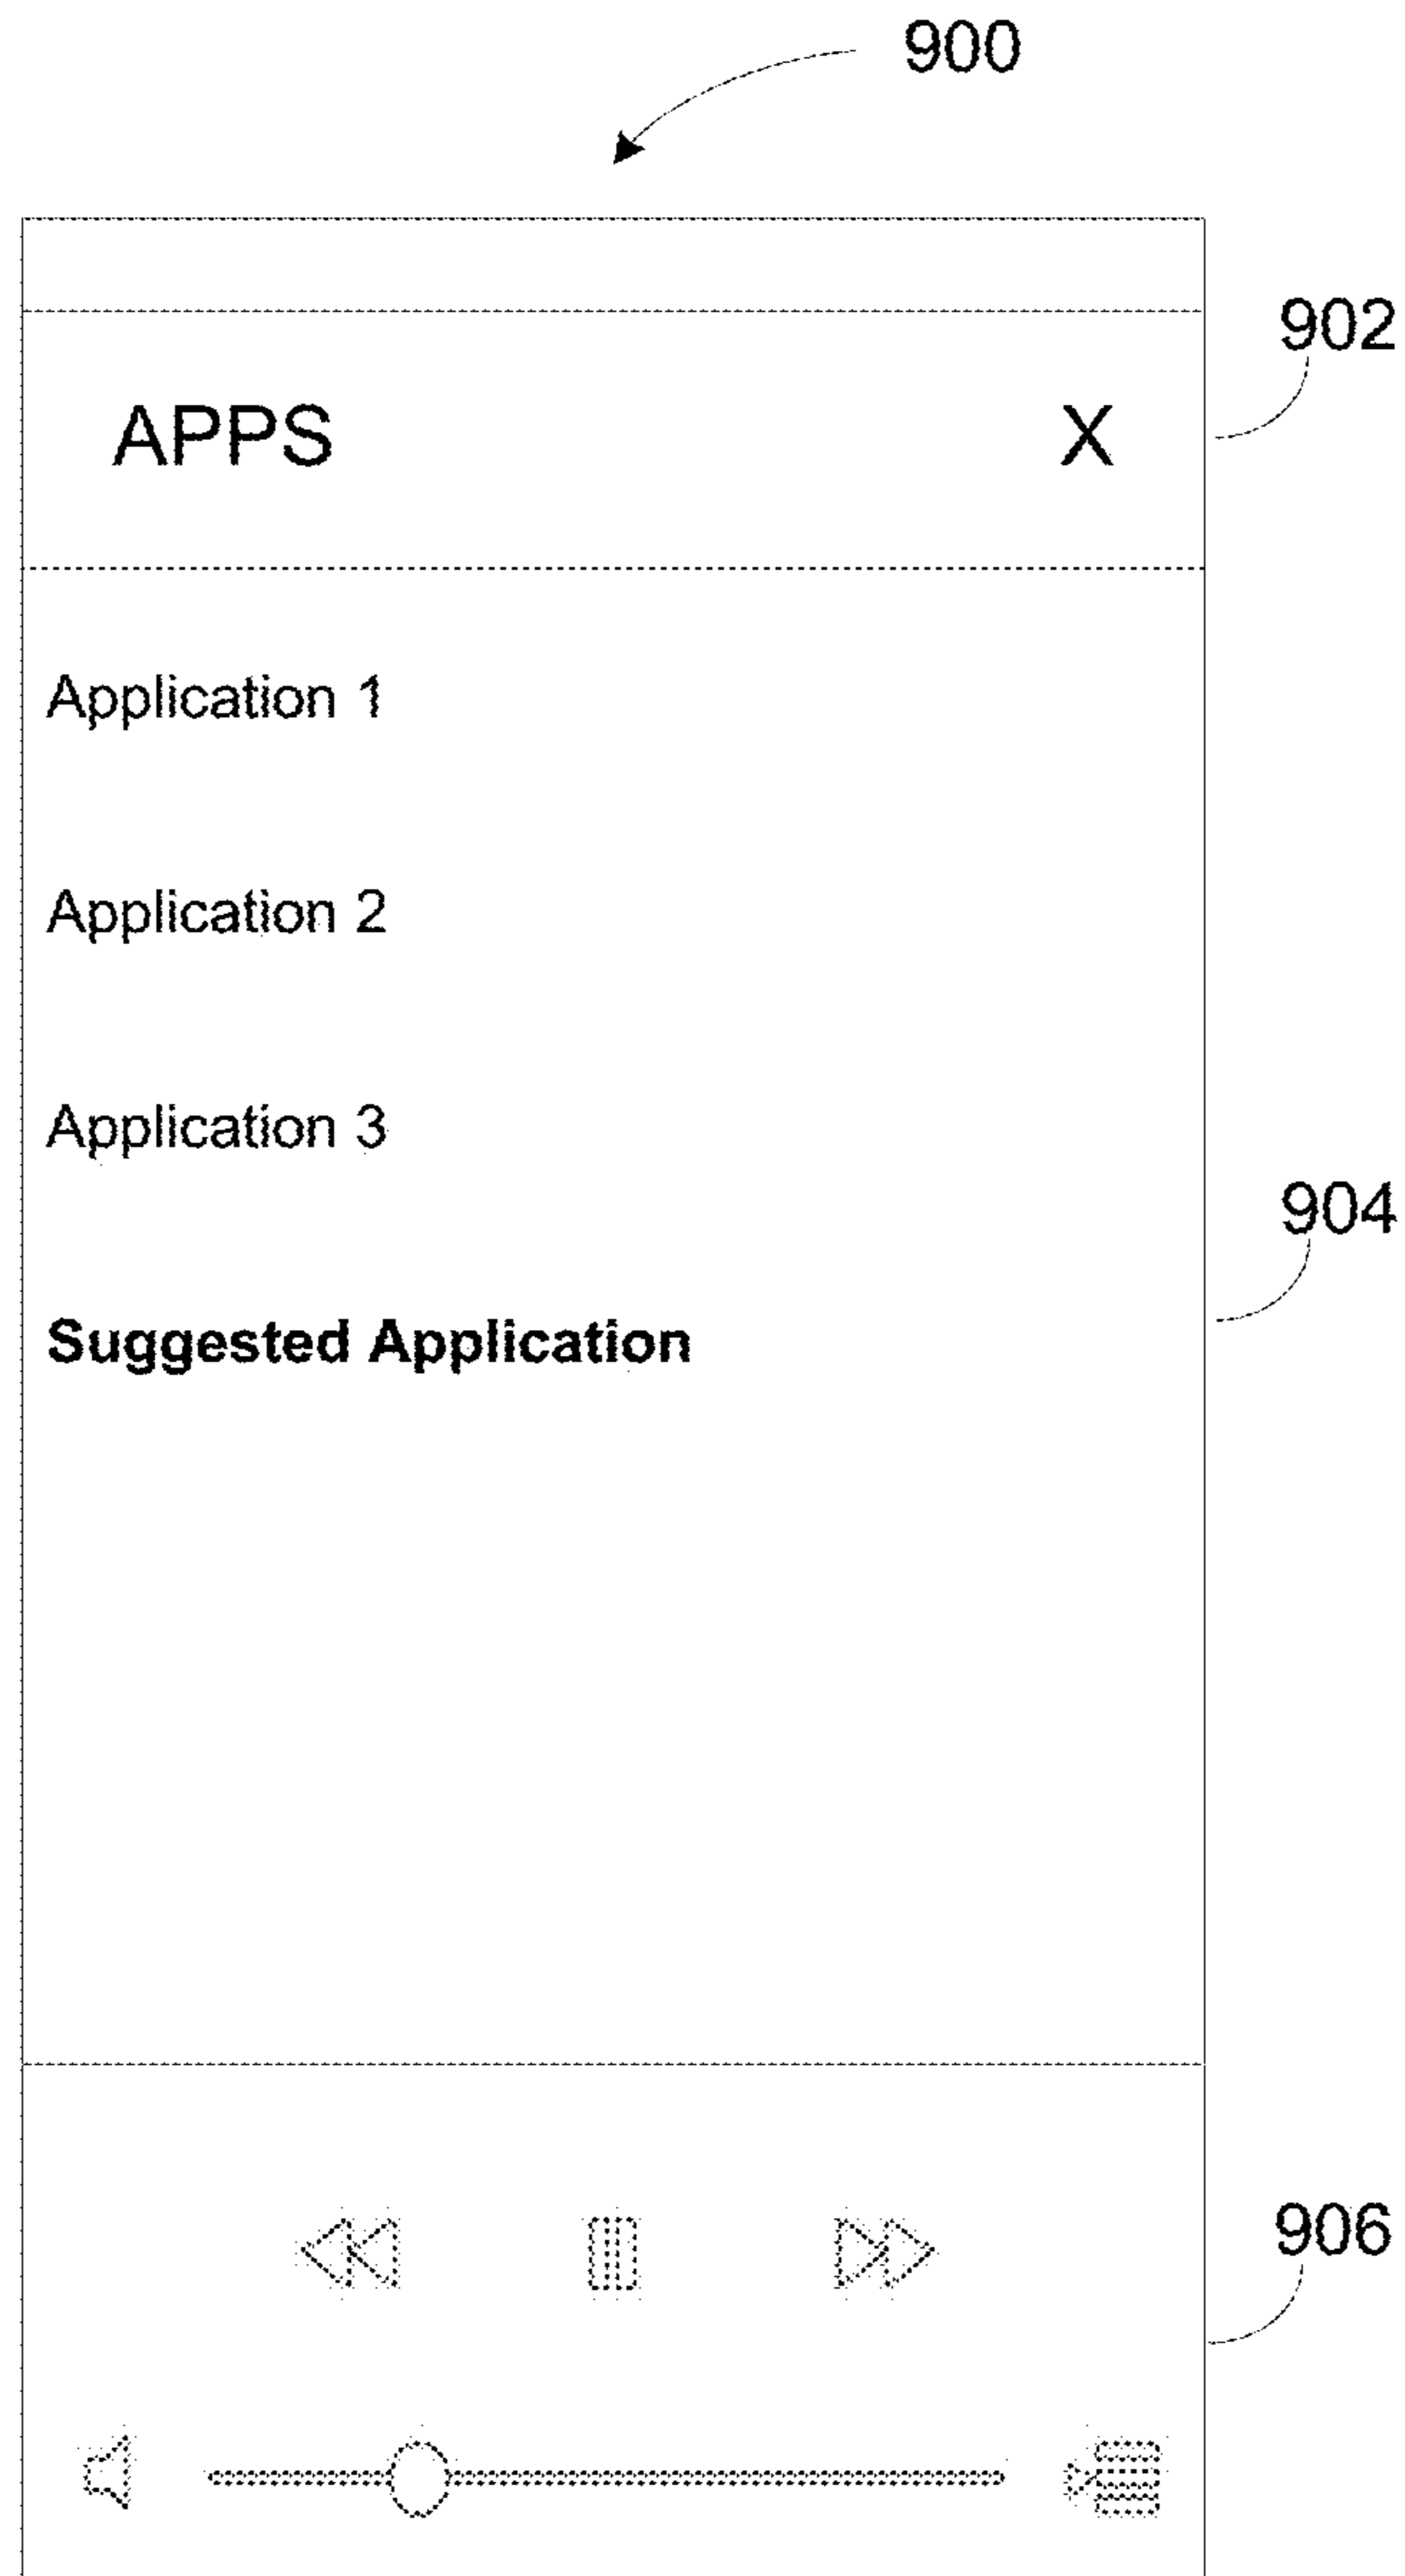 900
902
APPS X
Application 1
Application 2
Application 3
904
Suggested Application
906